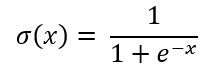 σ(x) = 1 / (1 + e^{-x})